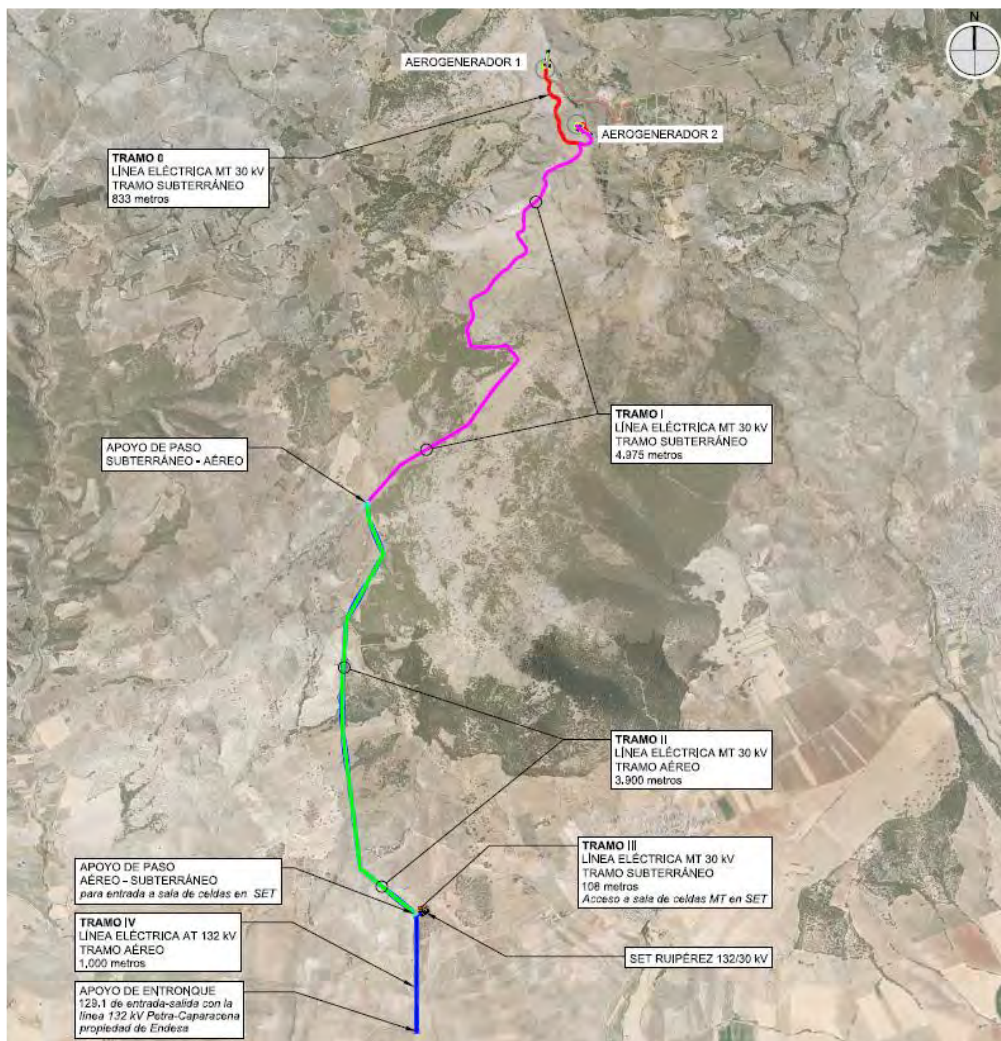 N
AEROGENERADOR 1
AEROGENERADOR 2
TRAMO 0
LÍNEA ELÉCTRICA MT 30 kV
TRAMO SUBTERRÁNEO
833 metros
TRAMO I
LÍNEA ELÉCTRICA MT 30 kV
TRAMO SUBTERRÁNEO
4.975 metros
APOYO DE PASO
SUBTERRÁNEO - AÉREO
TRAMO II
LÍNEA ELÉCTRICA MT 30 kV
TRAMO AÉREO
3.900 metros
TRAMO III
LÍNEA ELÉCTRICA MT 30 kV
TRAMO SUBTERRÁNEO
108 metros
Acceso a sala de celdas MT en SET
APOYO DE PASO
AÉREO - SUBTERRÁNEO
para entrada a sala de celdas en SET
TRAMO IV
LÍNEA ELÉCTRICA AT 132 kV
TRAMO AÉREO
1,000 metros
SET RUIPÉREZ 132/30 kV
APOYO DE ENTRONQUE
129.1 de entrada-salida con la
línea 132 kV Petra-Caparacena
propiedad de Endesa